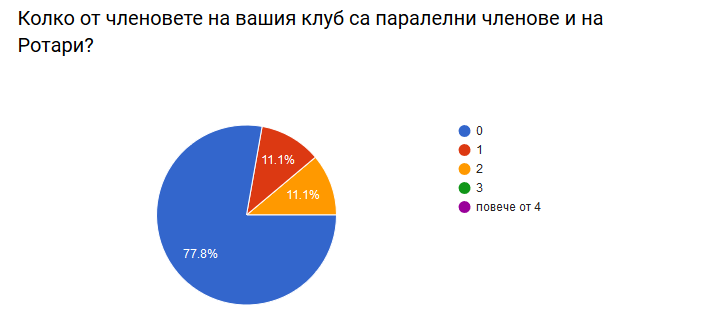 Колко от членовете на вашия клуб са паралелни членове и на
Ротари?
0
11.1%
1
2
11.1%
3
повече от 4
77.8%